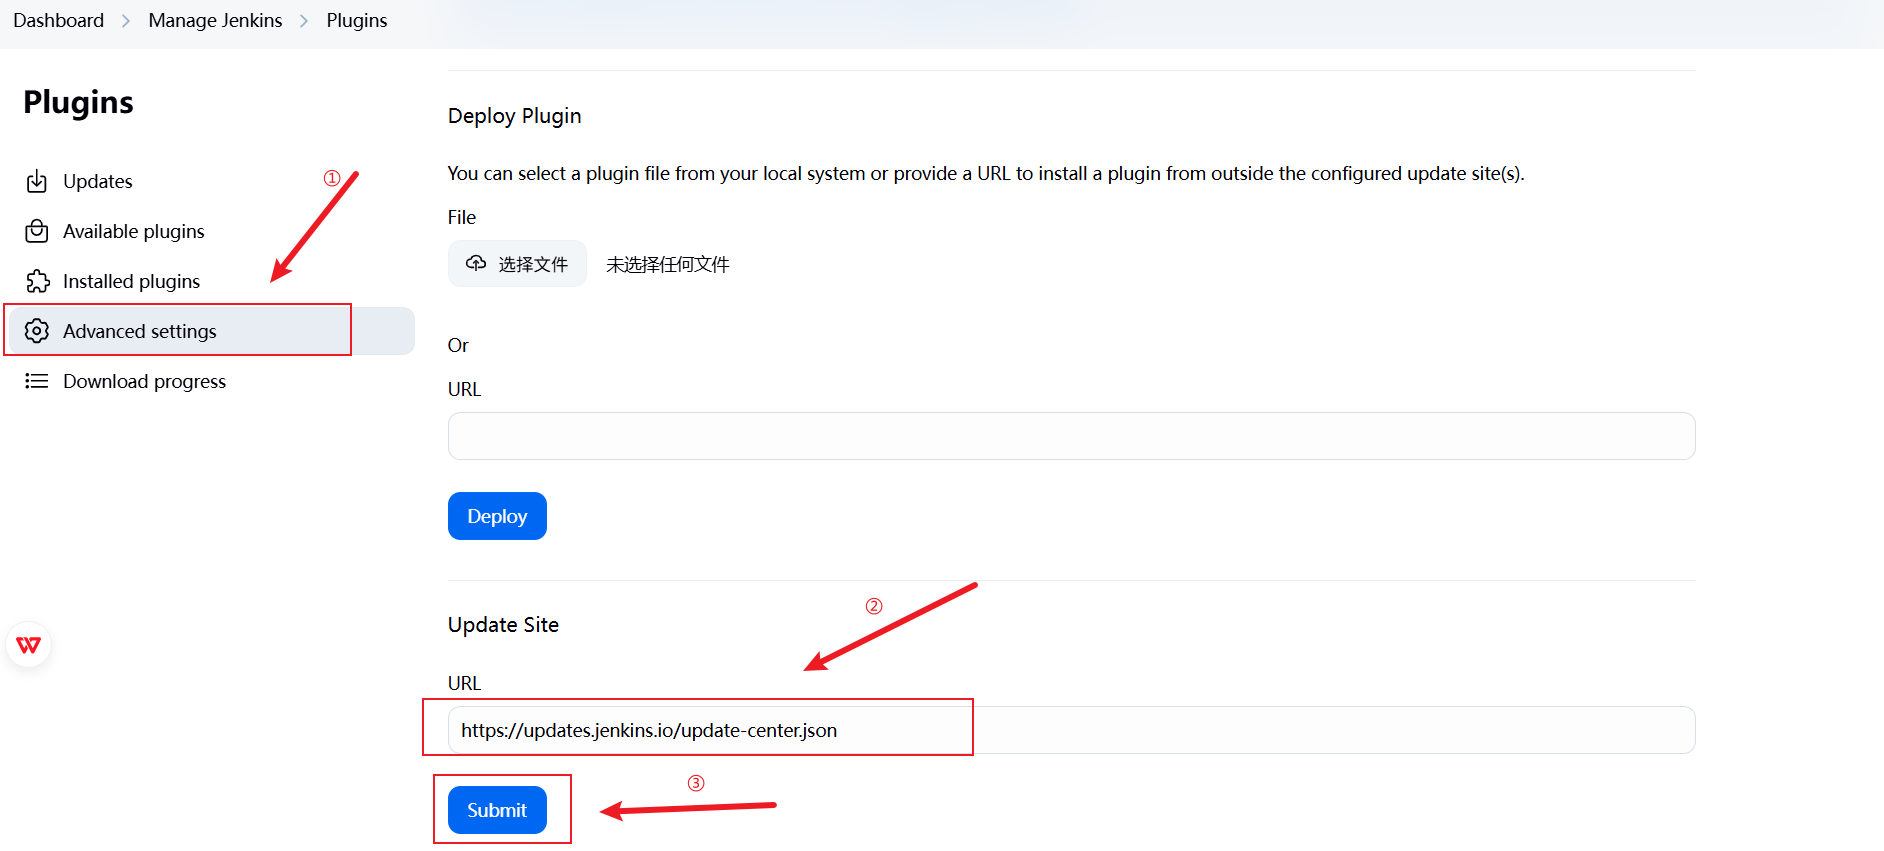 Dashboard > Manage Jenkins > Plugins
Plugins
Updates
Available plugins
Installed plugins
Advanced settings
Download progress
①
Deploy Plugin
You can select a plugin file from your local system or provide a URL to install a plugin from outside the configured update site(s).
File
选择文件 未选择任何文件
Or
URL
Deploy
②
Update Site
URL
https://updates.jenkins.io/update-center.json
③
Submit